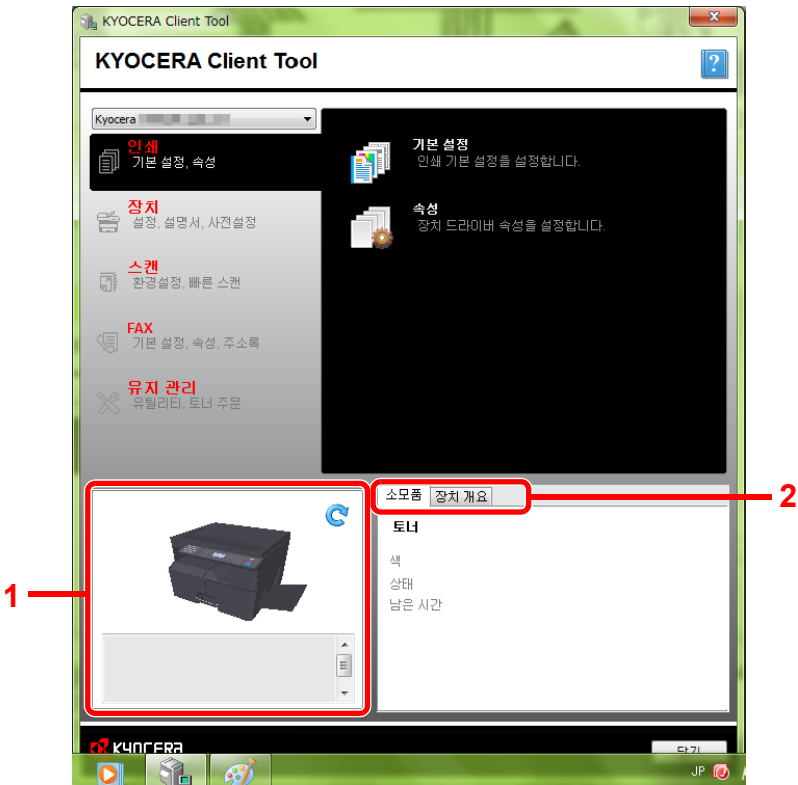 KYOCERA Client Tool
KYOCERA Client Tool
?
Kyocera
인쇄
기본 설정, 속성
장치
설정, 설명서, 사전설정
스캔
환경설정, 빠른 스캔
FAX
기본 설정, 속성, 주소록
유지 관리
유틸리티, 토너 주문
기본 설정
인쇄 기본 설정을 설정합니다.
속성
장치 드라이버 속성을 설정합니다.
1
소모품 장치 개요
2
토너
색
상태
남은 시간
KYOCERA
닫기
JP